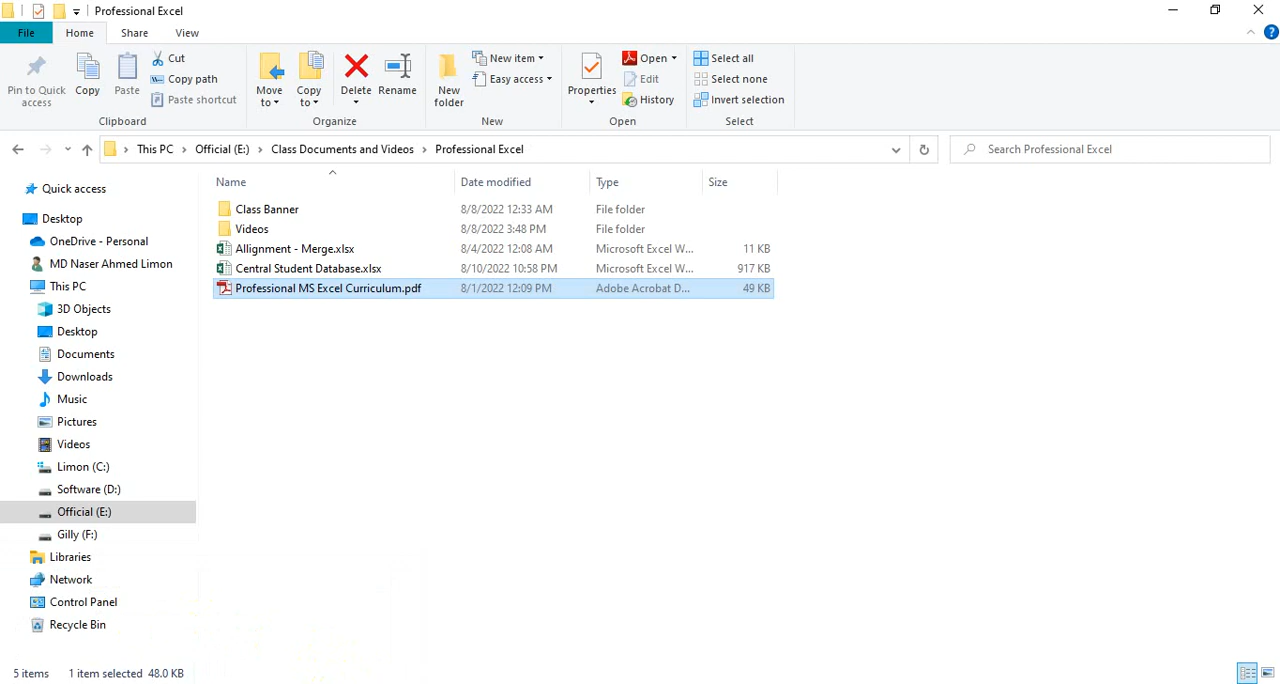 Professional Excel
File Home Share View
Pin to Quick access
Copy
Paste
Cut
Copy path
Paste shortcut
Clipboard
Move to
Copy to
Delete
Rename
Organize
New folder
New item
Easy access
New
Properties
Open
Edit
History
Open
Select all
Select none
Invert selection
Select
This PC > Official (E:) > Class Documents and Videos > Professional Excel
Search Professional Excel
Name Date modified Type Size
Class Banner 8/8/2022 12:33 AM File folder
Videos 8/8/2022 3:48 PM File folder
Allignment - Merge.xlsx 8/4/2022 12:08 AM Microsoft Excel W... 11 KB
Central Student Database.xlsx 8/10/2022 10:58 PM Microsoft Excel W... 917 KB
Professional MS Excel Curriculum.pdf 8/1/2022 12:09 PM Adobe Acrobat D... 49 KB
Quick access
Desktop
OneDrive - Personal
MD Naser Ahmed Limon
This PC
3D Objects
Desktop
Documents
Downloads
Music
Pictures
Videos
Limon (C:)
Software (D:)
Official (E:)
Gilly (F:)
Libraries
Network
Control Panel
Recycle Bin
5 items 1 item selected 48.0 KB